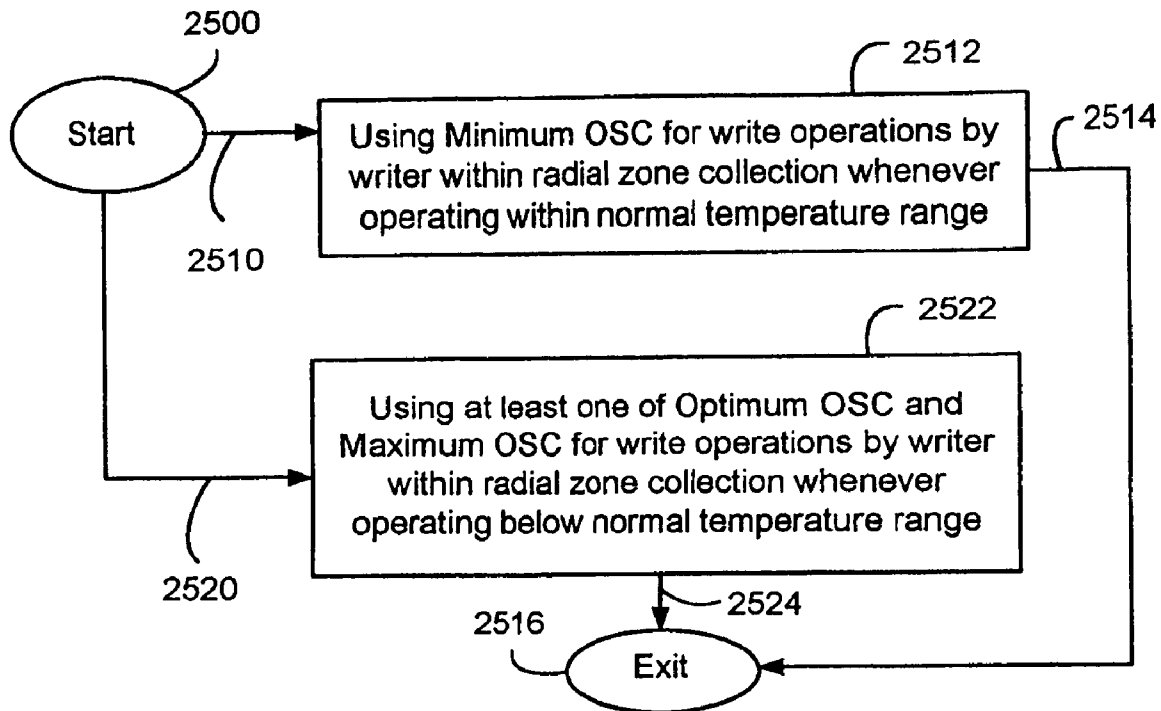 2500
Start
2510
2512
Using Minimum OSC for write operations by
writer within radial zone collection whenever
operating within normal temperature range
2514
2522
Using at least one of Optimum OSC and
Maximum OSC for write operations by writer
within radial zone collection whenever
operating below normal temperature range
2520
2524
2516
Exit